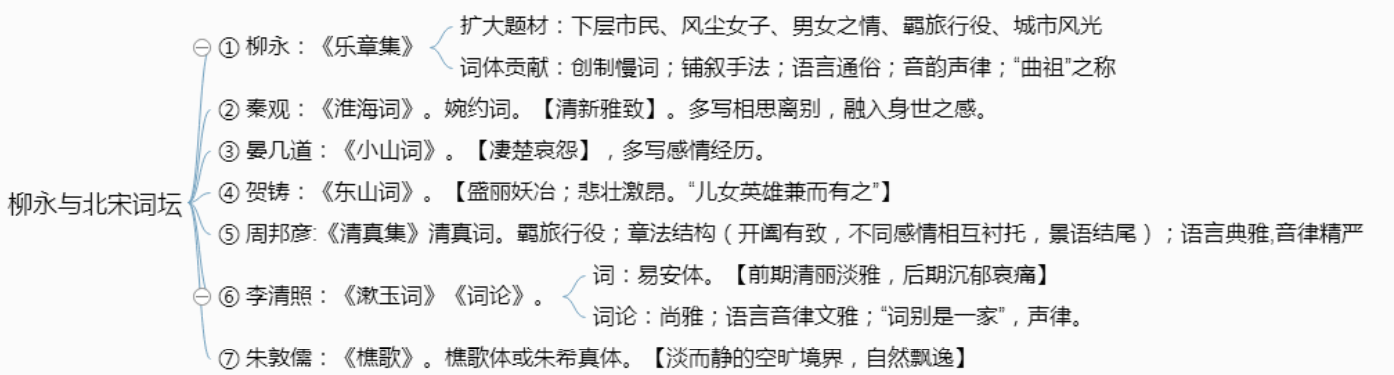 柳永与北宋词坛
① 柳永：《乐章集》
扩大题材：下层市民、风尘女子、男女之情、羁旅行役、城市风光
词体贡献：创制慢词；铺叙手法；语言通俗；音韵声律；“曲祖”之称
② 秦观：《淮海词》。婉约词。【清新雅致】。多写相思离别，融入身世之感。
③ 晏几道：《小山词》。【凄楚哀怨】，多写感情经历。
④ 贺铸：《东山词》。【盛丽妖冶；悲壮激昂。“儿女英雄兼而有之”】
⑤ 周邦彦:《清真集》清真词。羁旅行役；章法结构（开阖有致，不同感情相互衬托，景语结尾）；语言典雅,音律精严
⑥ 李清照：《漱玉词》《词论》。
词：易安体。【前期清丽淡雅，后期沉郁哀痛】
词论：尚雅；语言音律文雅；“词别是一家”，声律。
⑦ 朱敦儒：《樵歌》。樵歌体或朱希真体。【淡而静的空旷境界，自然飘逸】